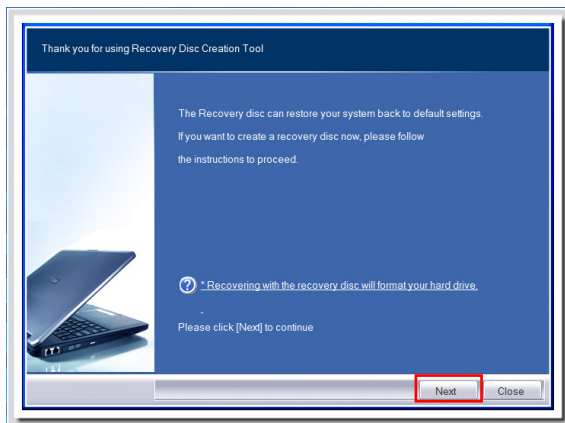 Thank you for using Recovery Disc Creation Tool
The Recovery disc can restore your system back to default settings.
If you want to create a recovery disc now, please follow
the instructions to proceed.
? * Recovering with the recovery disc will format your hard drive.
.
Please click [Next] to continue
Next Close